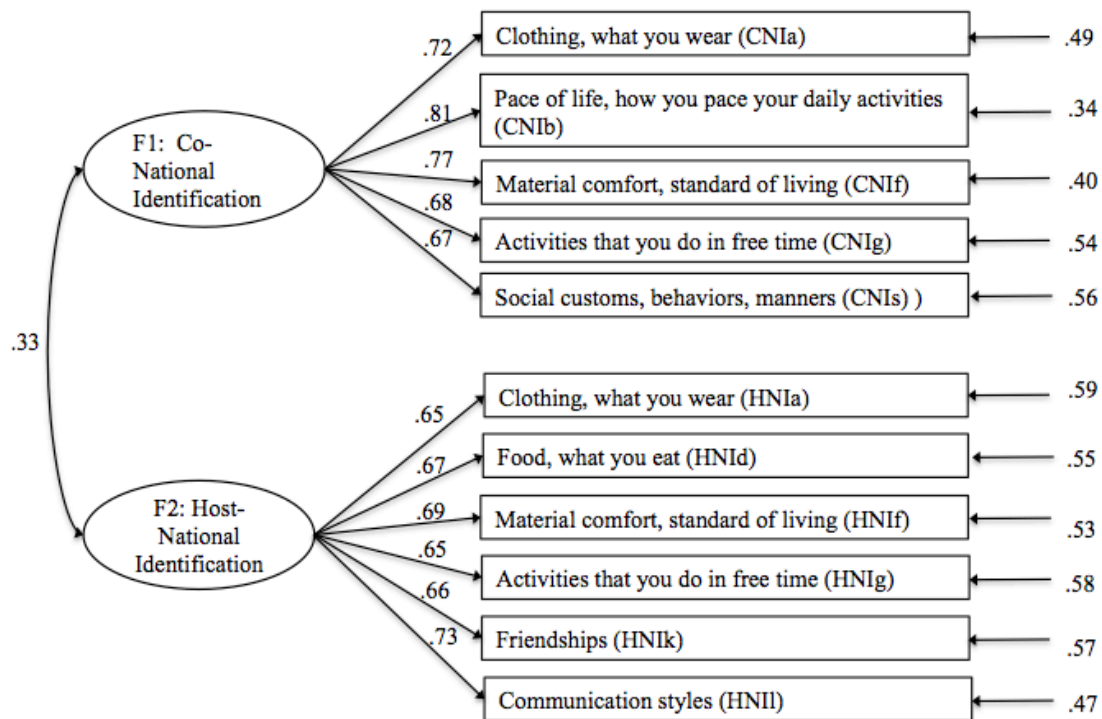 Clothing, what you wear (CNIa)
.72
.49
Pace of life, how you pace your daily activities
(CNIb)
.81
.34
F1: Co-
National
Identification
.77
Material comfort, standard of living (CNIf)
.40
.68
Activities that you do in free time (CNIg)
.54
.67
Social customs, behaviors, manners (CNIs) )
.56
.33
Clothing, what you wear (HNIa)
.59
.65
Food, what you eat (HNId)
.55
.67
F2: Host-
National
Identification
.69
Material comfort, standard of living (HNIf)
.53
.65
Activities that you do in free time (HNIg)
.58
.66
Friendships (HNIk)
.57
.73
Communication styles (HNIl)
.47